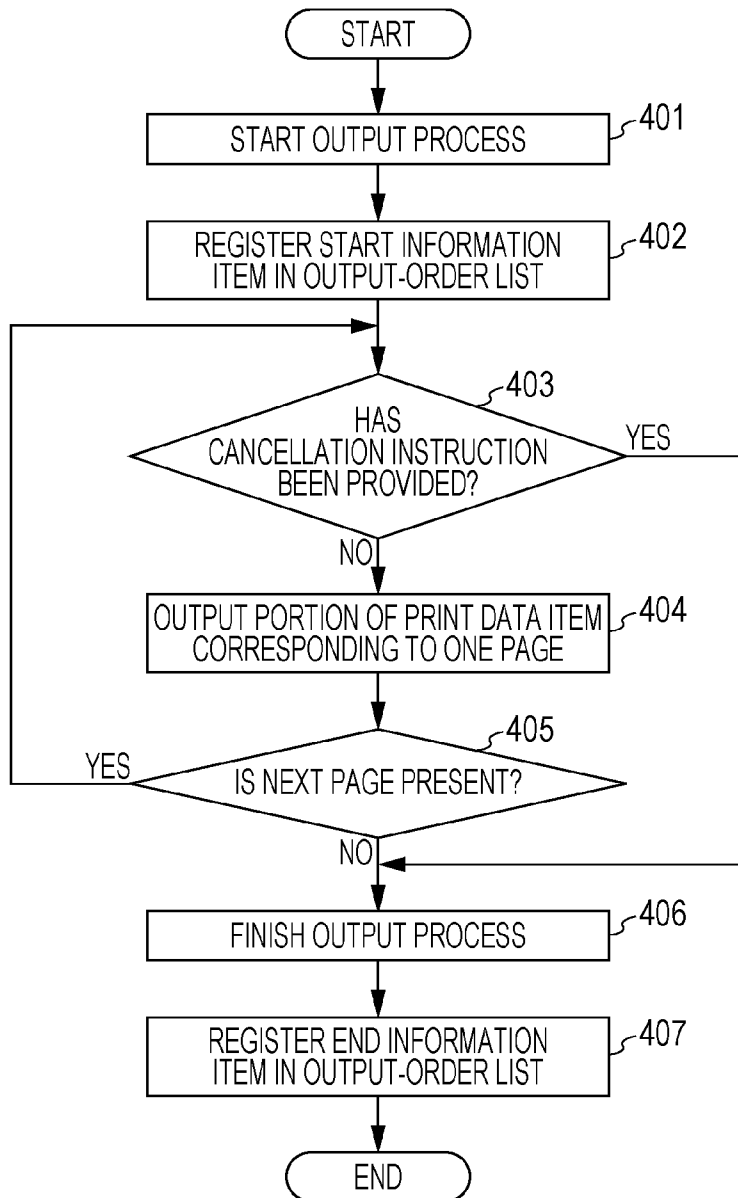 START
401
START OUTPUT PROCESS
402
REGISTER START INFORMATION
ITEM IN OUTPUT-ORDER LIST
403
HAS
CANCELLATION INSTRUCTION
BEEN PROVIDED?
YES
NO
404
OUTPUT PORTION OF PRINT DATA ITEM
CORRESPONDING TO ONE PAGE
405
YES
IS NEXT PAGE PRESENT?
NO
406
FINISH OUTPUT PROCESS
407
REGISTER END INFORMATION
ITEM IN OUTPUT-ORDER LIST
END